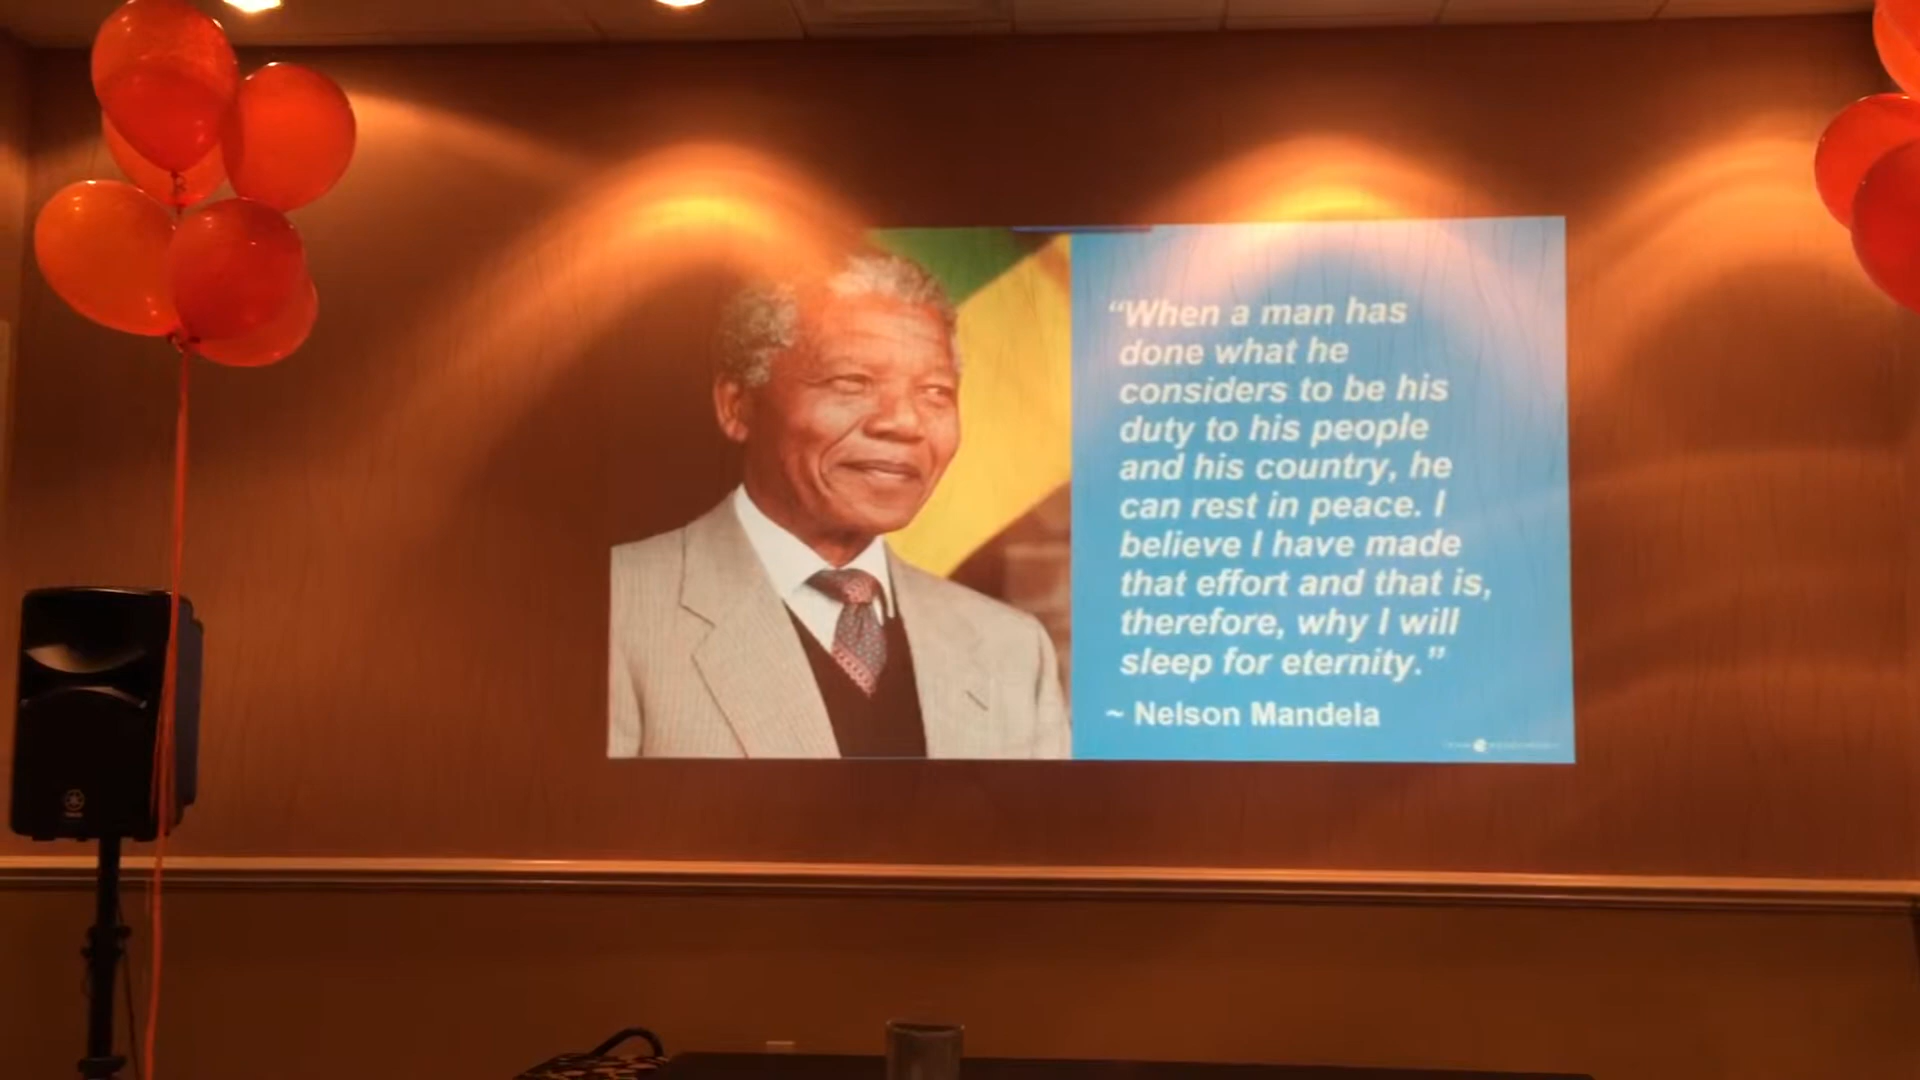 “When a man has
done what he
considers to be his
duty to his people
and his country, he
can rest in peace. I
believe I have made
that effort and that is,
therefore, why I will
sleep for eternity.”
~ Nelson Mandela